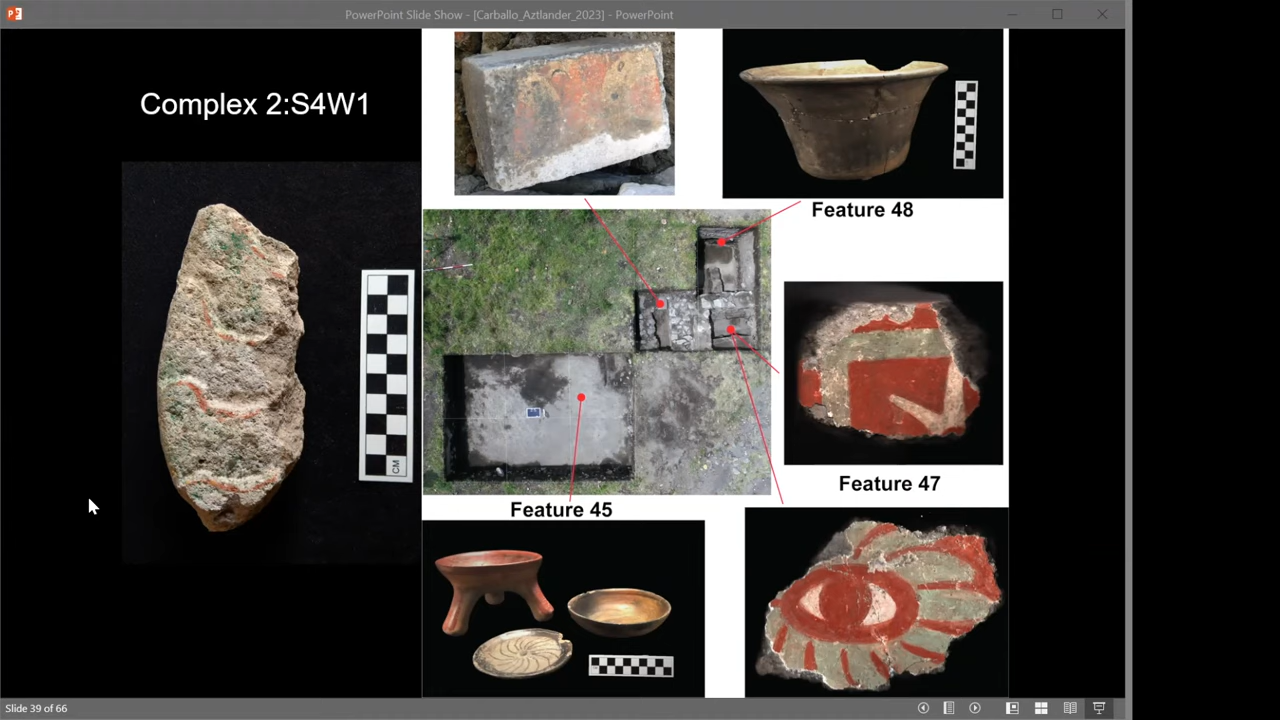 PowerPoint Slide Show - [Carballo_Aztlander_2023] - PowerPoint
Complex 2:S4W1
Feature 48
Feature 47
Feature 45
CM
Slide 39 of 66